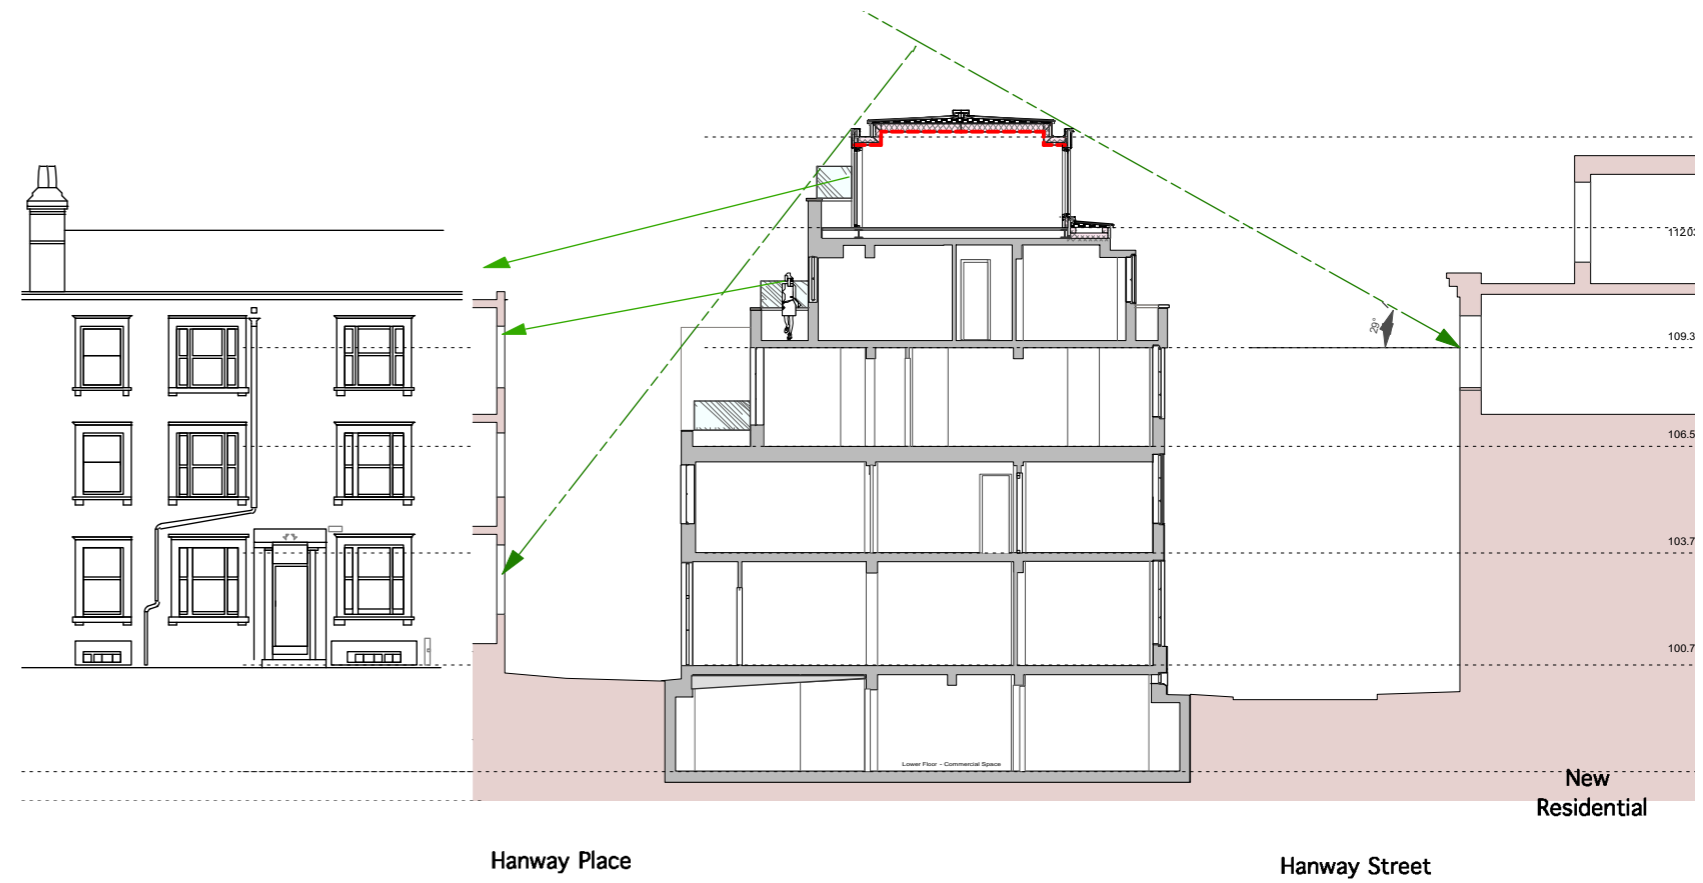 112.0
29°
109.3
106.5
103.7
100.7
Lower Floor - Commercial Space
New
Residential
Hanway Place
Hanway Street